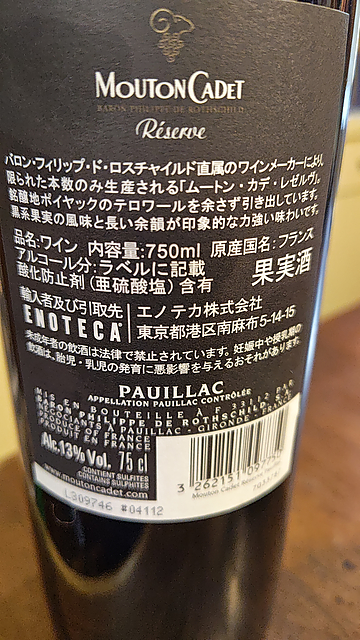 MOUTON CADET
BARON PHILIPPE DE ROTHSCHILD
Réserve
バロン・フィリップ・ド・ロスチャイルド直属のワインメーカーにより、
限られた本数のみ生産される「ムートン・カデ・レゼルヴ」。
銘醸地ポイヤックのテロワールを余さず引き出しています。
黒系果実の風味と長い余韻が印象的な力強い味わいです。
品名:ワイン 内容量:750ml 原産国名:フランス
アルコール分:ラベルに記載
酸化防止剤(亜硫酸塩)含有
果実酒
輸入者及び引取先
ENOTECA
エノテカ株式会社
東京都港区南麻布5-14-15
未成年者の飲酒は法律で禁止されています。妊娠中や授乳期の
飲酒は、胎児・乳児の発育に悪影響を与えるおそれがあります。
PAUILLAC
APPELLATION PAUILLAC CONTRÔLÉE
MIS EN BOUTEILLE À F 3312 PAR
BARON PHILIPPE DE ROTHSCHILD
NÉGOCIANTS À PAUILLAC · GIRONDE · FRANCE
PRODUCE OF FRANCE
PRODUIT EN FRANCE
Alc.13% Vol. 75 cl
CONTIENT SULFITES
CONTAINS SULPHITES
www.moutoncadet.com
3 262151
Mouton Cadet Réserve
L309746 #04112